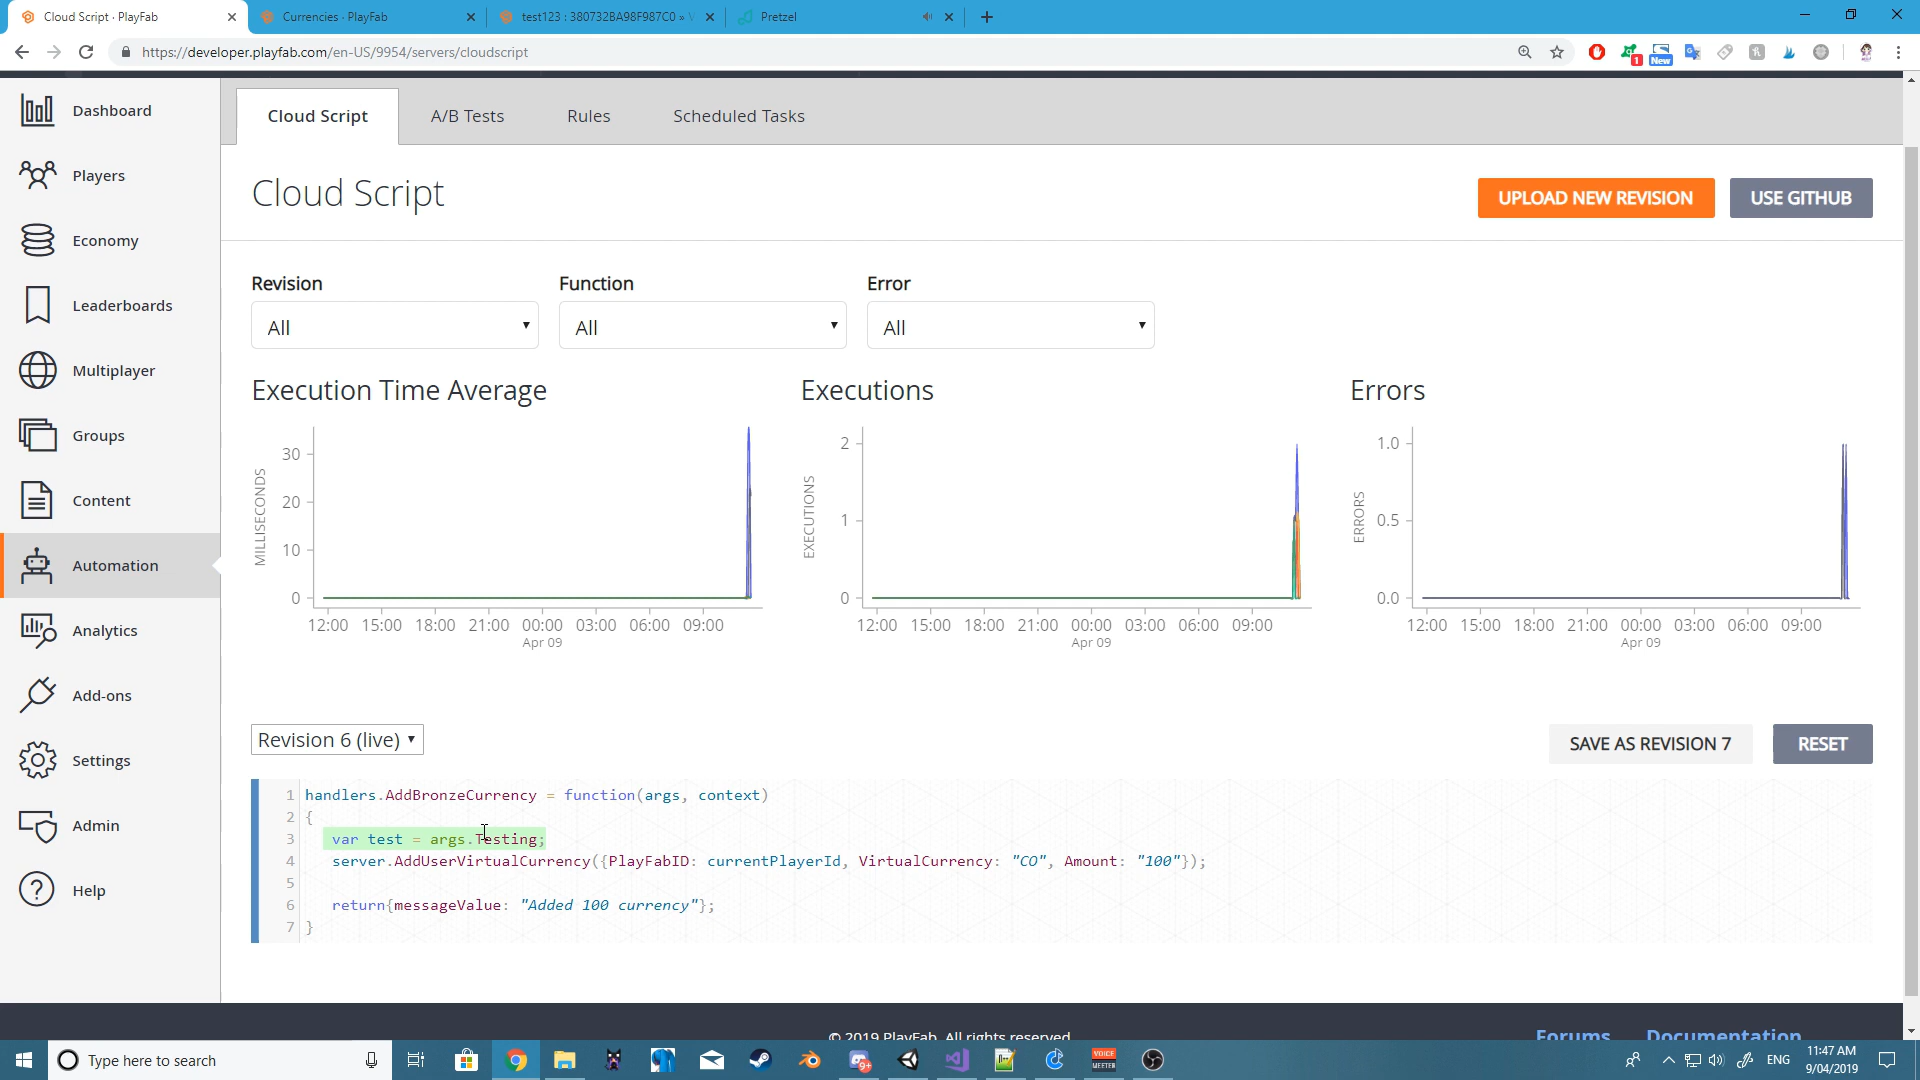 Cloud Script · PlayFab
Currencies · PlayFab
test123 : 380732BA98F987C0 » V
Pretzel
https://developer.playfab.com/en-US/9954/servers/cloudscript
1
New
Dashboard
Players
Economy
Leaderboards
Multiplayer
Groups
Content
Automation
Analytics
Add-ons
Settings
Admin
Help
Cloud Script
A/B Tests
Rules
Scheduled Tasks
Cloud Script
UPLOAD NEW REVISION
USE GITHUB
Revision
Function
Error
All
All
All
Execution Time Average
MILLISECONDS
30
20
10
0
12:00 15:00 18:00 21:00 00:00 03:00 06:00 09:00
Apr 09
Executions
EXECUTIONS
2
1
0
12:00 15:00 18:00 21:00 00:00 03:00 06:00 09:00
Apr 09
Errors
ERRORS
1.0
0.5
0.0
12:00 15:00 18:00 21:00 00:00 03:00 06:00 09:00
Apr 09
Revision 6 (live)
SAVE AS REVISION 7
RESET
1 handlers.AddBronzeCurrency = function(args, context)
2 {
3 var test = args.Testing;
4 server.AddUserVirtualCurrency({PlayFabID: currentPlayerId, VirtualCurrency: "CO", Amount: "100"});
5
6 return{messageValue: "Added 100 currency"};
7 }
© 2019 PlayFab. All rights reserved
Forums
Documentation
Type here to search
9+
VOICE
MEETER
ENG
11:47 AM
9/04/2019